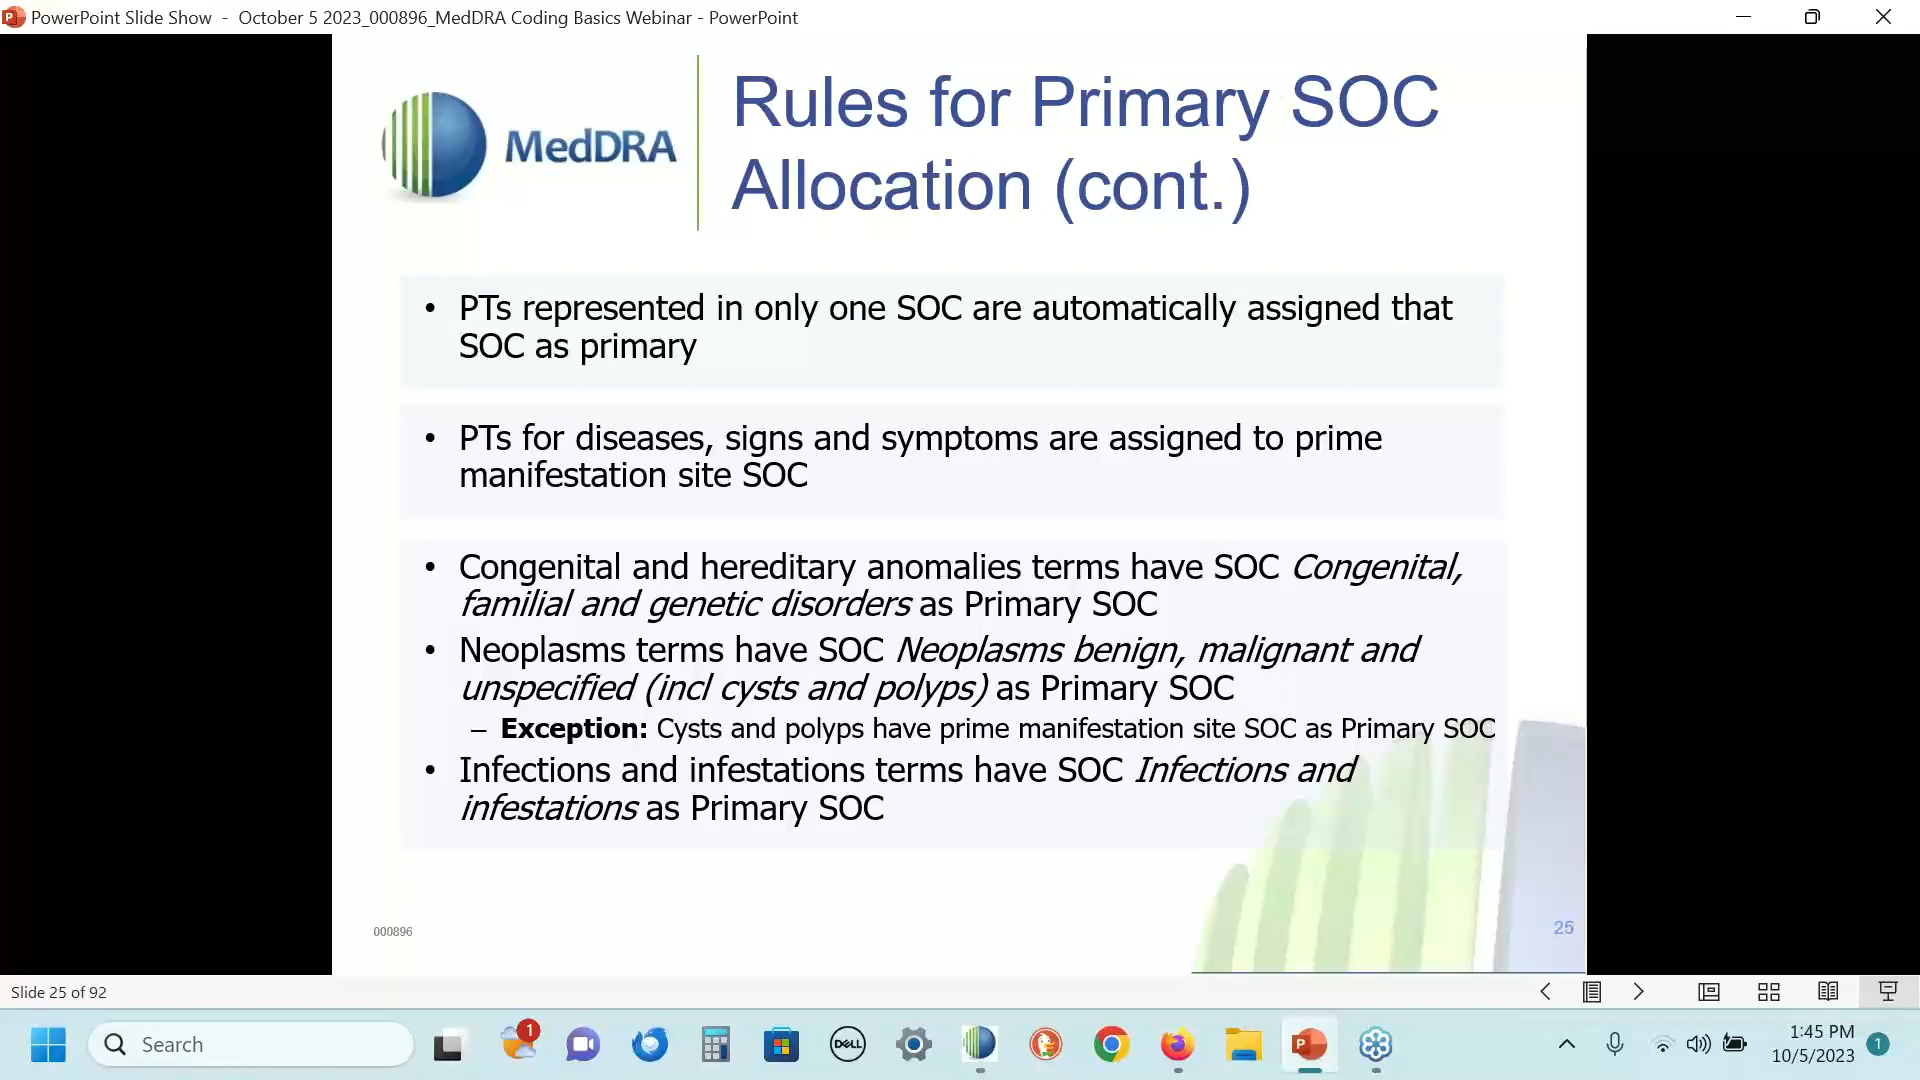 PowerPoint Slide Show - October 5 2023_000896_MedDRA Coding Basics Webinar - PowerPoint
MedDRA
Rules for Primary SOC
Allocation (cont.)
• PTs represented in only one SOC are automatically assigned that
SOC as primary
• PTs for diseases, signs and symptoms are assigned to prime
manifestation site SOC
• Congenital and hereditary anomalies terms have SOC Congenital,
familial and genetic disorders as Primary SOC
• Neoplasms terms have SOC Neoplasms benign, malignant and
unspecified (incl cysts and polyps) as Primary SOC
– Exception: Cysts and polyps have prime manifestation site SOC as Primary SOC
• Infections and infestations terms have SOC Infections and
infestations as Primary SOC
000896
25
Slide 25 of 92
Search
1
DELL
1:45 PM
10/5/2023
1